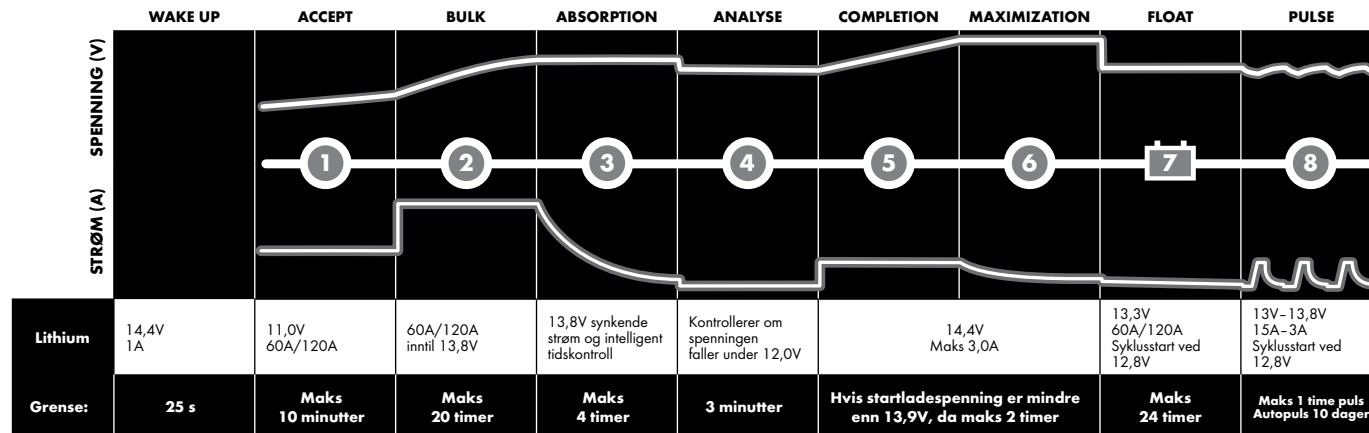 WAKE UP ACCEPT BULK ABSORPTION ANALYSE COMPLETION MAXIMIZATION FLOAT PULSE
SPENNING (V)
1 2 3 4 5 6 7 8
STRØM (A)
Lithium
14,4V
1A
11,0V
60A/120A
60A/120A
inntil 13,8V
13,8V synkende
strøm og intelligent
tidskontroll
Kontrollerer om
spenningen
faller under 12,0V
14,4V
Maks 3,0A
13,3V
60A/120A
Syklusstart ved
12,8V
13V–13,8V
15A–3A
Syklusstart ved
12,8V
Grense:
25 s
Maks
10 minutter
Maks
20 timer
Maks
4 timer
3 minutter
Hvis startladespenning er mindre
enn 13,9V, da maks 2 timer
Maks
24 timer
Maks 1 time puls
Autopuls 10 dager